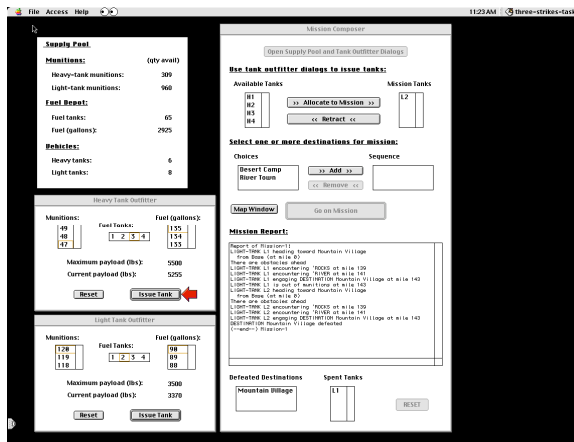 File Access Help
11:23 AM three-strikes-task
Supply Pool
Munitions: (qty avail)
Heavy-tank munitions: 309
Light-tank munitions: 960
Fuel Depot:
Fuel tanks: 65
Fuel (gallons): 2925
Vehicles:
Heavy tanks: 6
Light tanks: 8
Heavy Tank Outfitter
Munitions: Fuel Tanks: Fuel (gallons):
49 135
48 1 2 3 4 134
47 133
Maximum payload (lbs): 5500
Current payload (lbs): 5255
Reset Issue Tank
Light Tank Outfitter
Munitions: Fuel Tanks: Fuel (gallons):
120 90
119 1 2 3 4 89
118 88
Maximum payload (lbs): 3500
Current payload (lbs): 3370
Reset Issue Tank
Mission Composer
Open Supply Pool and Tank Outfitter Dialogs
Use tank outfitter dialogs to issue tanks:
Available Tanks Mission Tanks
H1 L2
H2 >> Allocate to Mission >>
H3
H4 << Retract <<
Select one or more destinations for mission:
Choices Sequence
Desert Camp >> Add >>
River Town
<< Remove <<
Map Window Go on Mission
Mission Report:
Report of Mission-1:
LIGHT-TANK L1 heading toward Mountain Village
from Base (at mile 0)
There are obstacles ahead
LIGHT-TANK L1 encountering 'ROCKS at mile 139
LIGHT-TANK L1 encountering 'RIVER at mile 141
LIGHT-TANK L1 engaging DESTINATION Mountain Village at mile 143
LIGHT-TANK L1 is out of munitions at mile 143
LIGHT-TANK L2 heading toward Mountain Village
from Base (at mile 0)
There are obstacles ahead
LIGHT-TANK L2 encountering 'ROCKS at mile 139
LIGHT-TANK L2 encountering 'RIVER at mile 141
LIGHT-TANK L2 engaging DESTINATION Mountain Village at mile 143
DESTINATION Mountain Village defeated
(--end--) Mission-1
Defeated Destinations Spent Tanks
Mountain Village L1
RESET